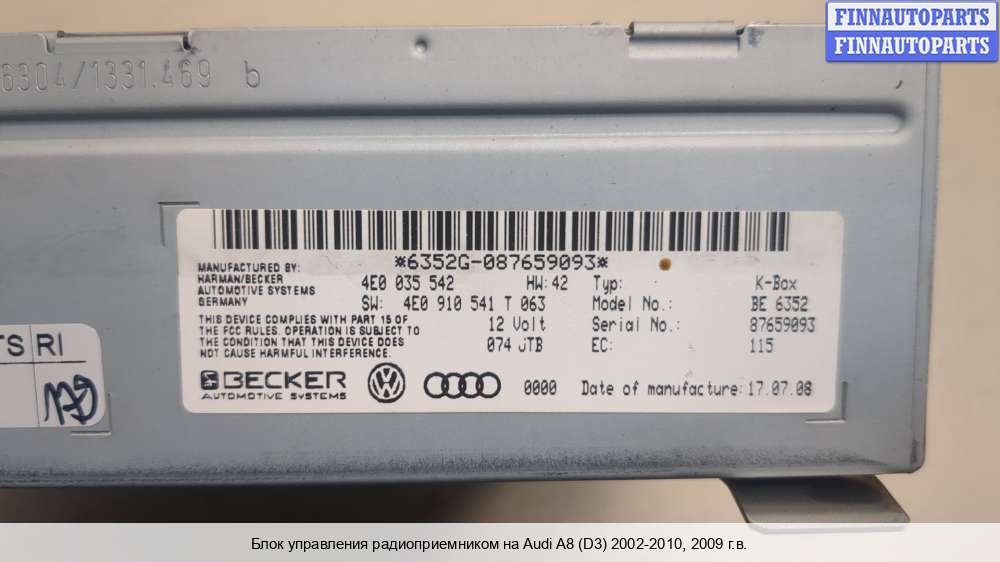 FINNAUTOPARTS
FINNAUTOPARTS
6304/1331.469 b
*6352G-087659093*
MANUFACTURED BY:
HARMAN/BECKER
AUTOMOTIVE SYSTEMS
GERMANY
4E0 035 542 HW: 42 Typ: K-Box
SW: 4E0 910 541 T 063 Model No.: BE 6352
THIS DEVICE COMPLIES WITH PART 15 OF
THE FCC RULES. OPERATION IS SUBJECT TO
THE CONDITION THAT THIS DEVICE DOES
NOT CAUSE HARMFUL INTERFERENCE.
12 Volt Serial No.: 87659093
074 JTB EC: 115
BECKER
AUTOMOTIVE SYSTEMS
0000 Date of manufacture: 17.07.08
TS RI
Блок управления радиоприемником на Audi A8 (D3) 2002-2010, 2009 г.в.